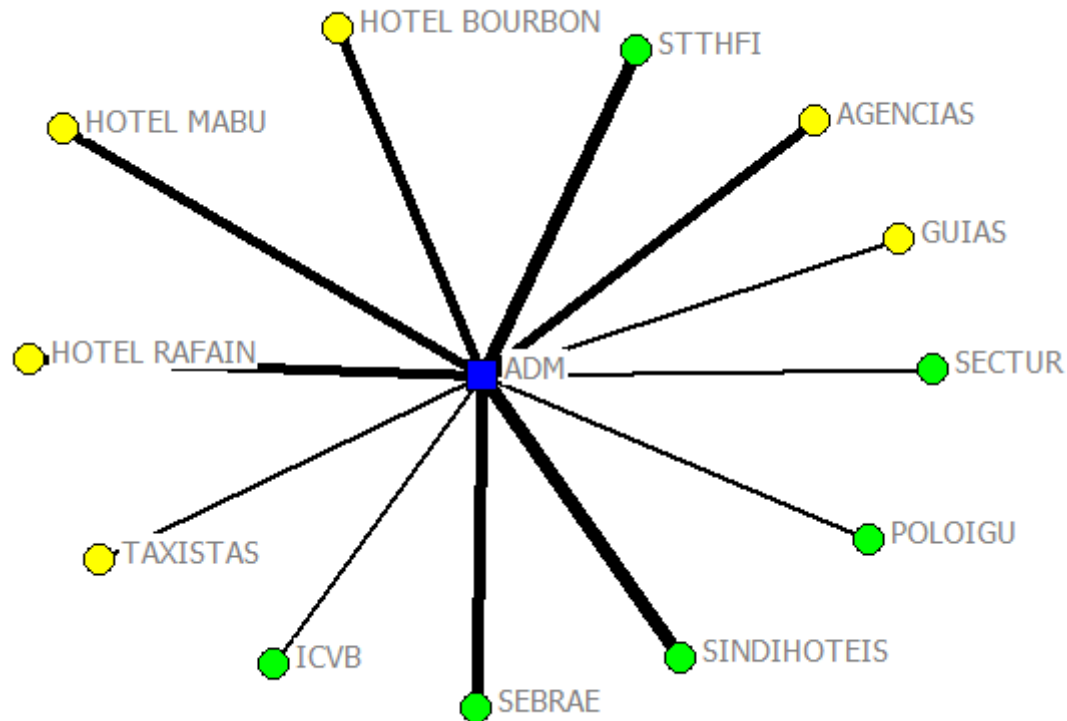 HOTEL BOURBON
STTHFI
HOTEL MABU
AGENCIAS
GUIAS
HOTEL RAFAIN
ADM
SECTUR
TAXISTAS
POLOIGU
ICVB
SINDIHOTEIS
SEBRAE